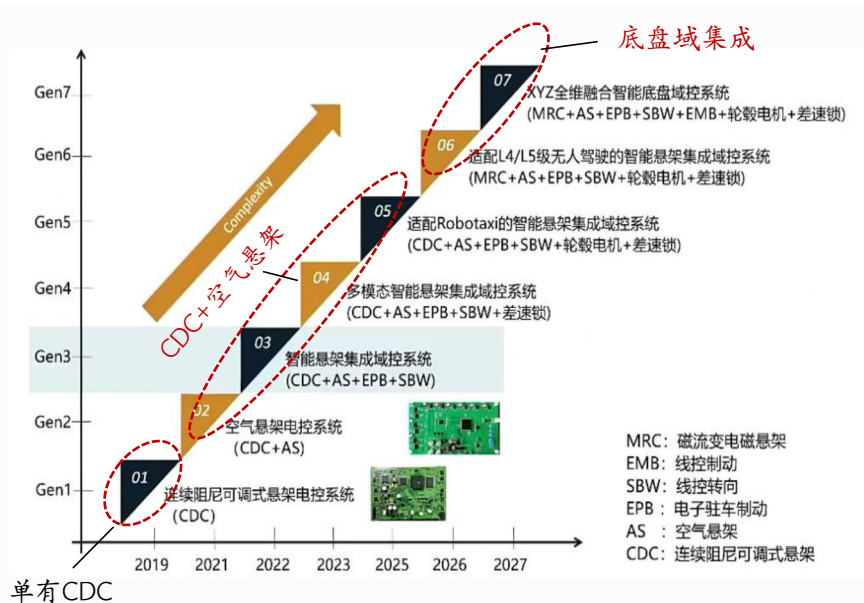 底盘域集成
Gen7
07
XYZ全维融合智能底盘域控系统
(MRC+AS+EPB+SBW+EMB+轮毂电机+差速锁)
Gen6
06
适配L4/L5级无人驾驶的智能悬架集成域控系统
(MRC+AS+EPB+SBW+轮毂电机+差速锁)
Complexity
Gen5
05
适配Robotaxi的智能悬架集成域控系统
(CDC+AS+EPB+SBW+轮毂电机+差速锁)
CDC+空气悬架
Gen4
04
多模态智能悬架集成域控系统
(CDC+AS+EPB+SBW+差速锁)
Gen3
03
智能悬架集成域控系统
(CDC+AS+EPB+SBW)
Gen2
02
空气悬架电控系统
(CDC+AS)
Gen1
01
连续阻尼可调式悬架电控系统
(CDC)
MRC：磁流变电磁悬架
EMB：线控制动
SBW：线控转向
EPB：电子驻车制动
AS ：空气悬架
CDC：连续阻尼可调式悬架
2019 2021 2022 2023 2025 2026 2027
单有CDC